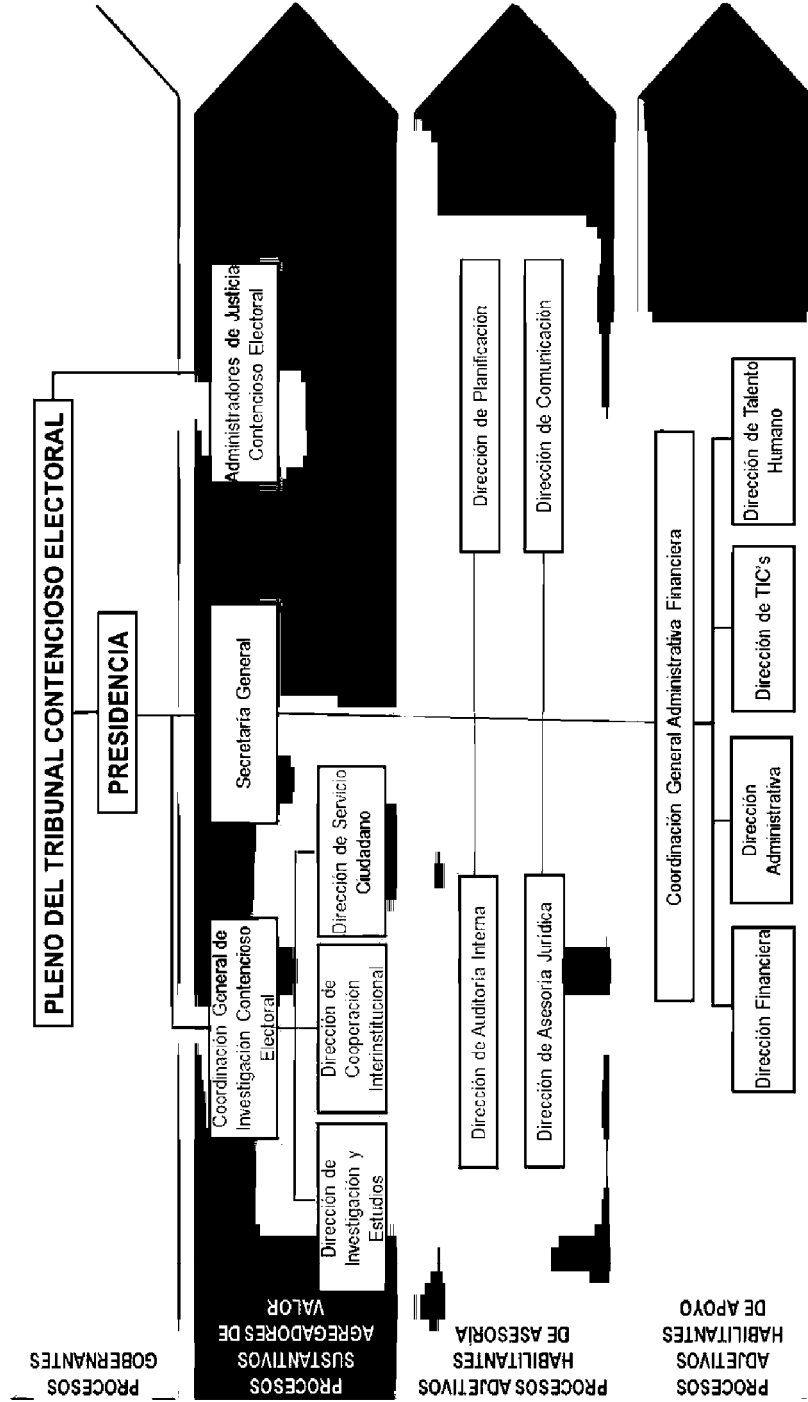 PROCESOS
GOBERNANTES
PLENO DEL TRIBUNAL CONTENCIOSO ELECTORAL
PRESIDENCIA
PROCESOS
SUSTANTIVOS
AGREGADORES DE
VALOR
Coordinación General de
Investigación Contencioso
Electoral
Secretaría General
Administradores de Justicia
Contencioso Electoral
Dirección de
Investigación y
Estudios
Dirección de
Cooperación
Interinstitucional
Dirección de Servicio
Ciudadano
PROCESOS ADJETIVOS
HABILITANTES
DE ASESORÍA
Dirección de Auditoría Interna
Dirección de Planificación
Dirección de Asesoría Jurídica
Dirección de Comunicación
PROCESOS
ADJETIVOS
HABILITANTES
DE APOYO
Coordinación General Administrativa Financiera
Dirección Financiera
Dirección
Administrativa
Dirección de TIC's
Dirección de Talento
Humano